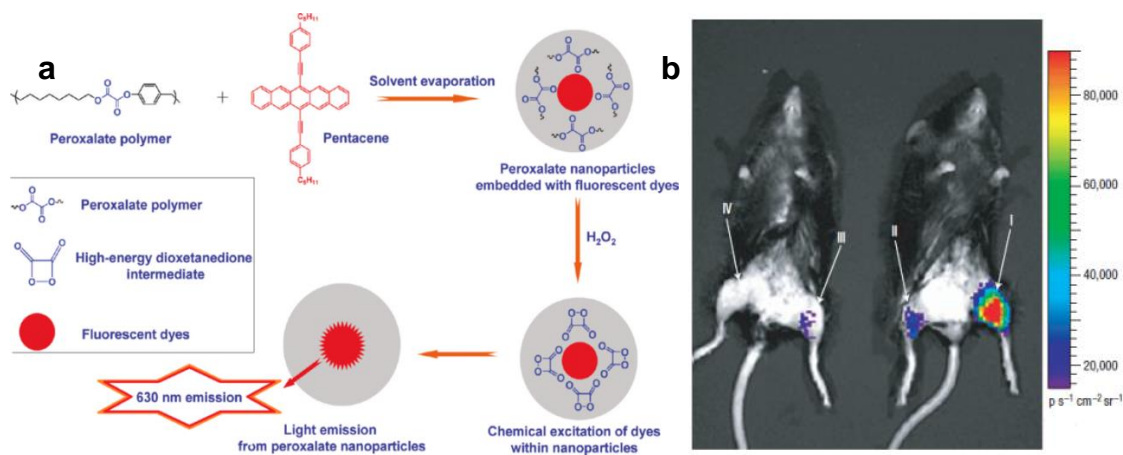 a
b
C₅H₁₁
O
O
O
O
+
Solvent evaporation
Peroxalate polymer
Pentacene
C₅H₁₁
Peroxalate nanoparticles
embedded with fluorescent dyes
Peroxalate polymer
High-energy dioxetanedione
intermediate
Fluorescent dyes
H₂O₂
630 nm emission
Light emission
from peroxalate nanoparticles
Chemical excitation of dyes
within nanoparticles
IV
III
II
I
80,000
60,000
40,000
20,000
p s⁻¹ cm⁻² sr⁻¹